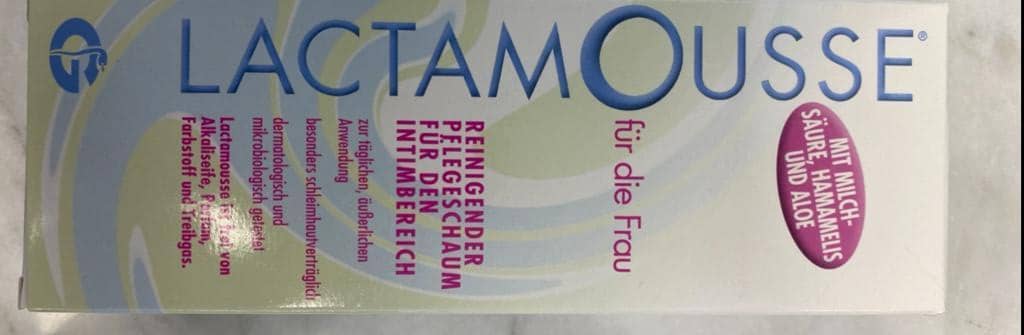 LACTAMOUSSE®
MIT MILCH-
SÄURE, HAMAMELIS
UND ALOE
für die Frau
REINIGENDER
PFLEGESCHAUM
FÜR DEN
INTIMBEREICH
zur täglichen, äußerlichen
Anwendung
besonders schleimhautverträglich
dermatologisch und
mikrobiologisch getestet
Lactamousse ist frei von
Alkaliseife, Parfum,
Farbstoff und Treibgas.